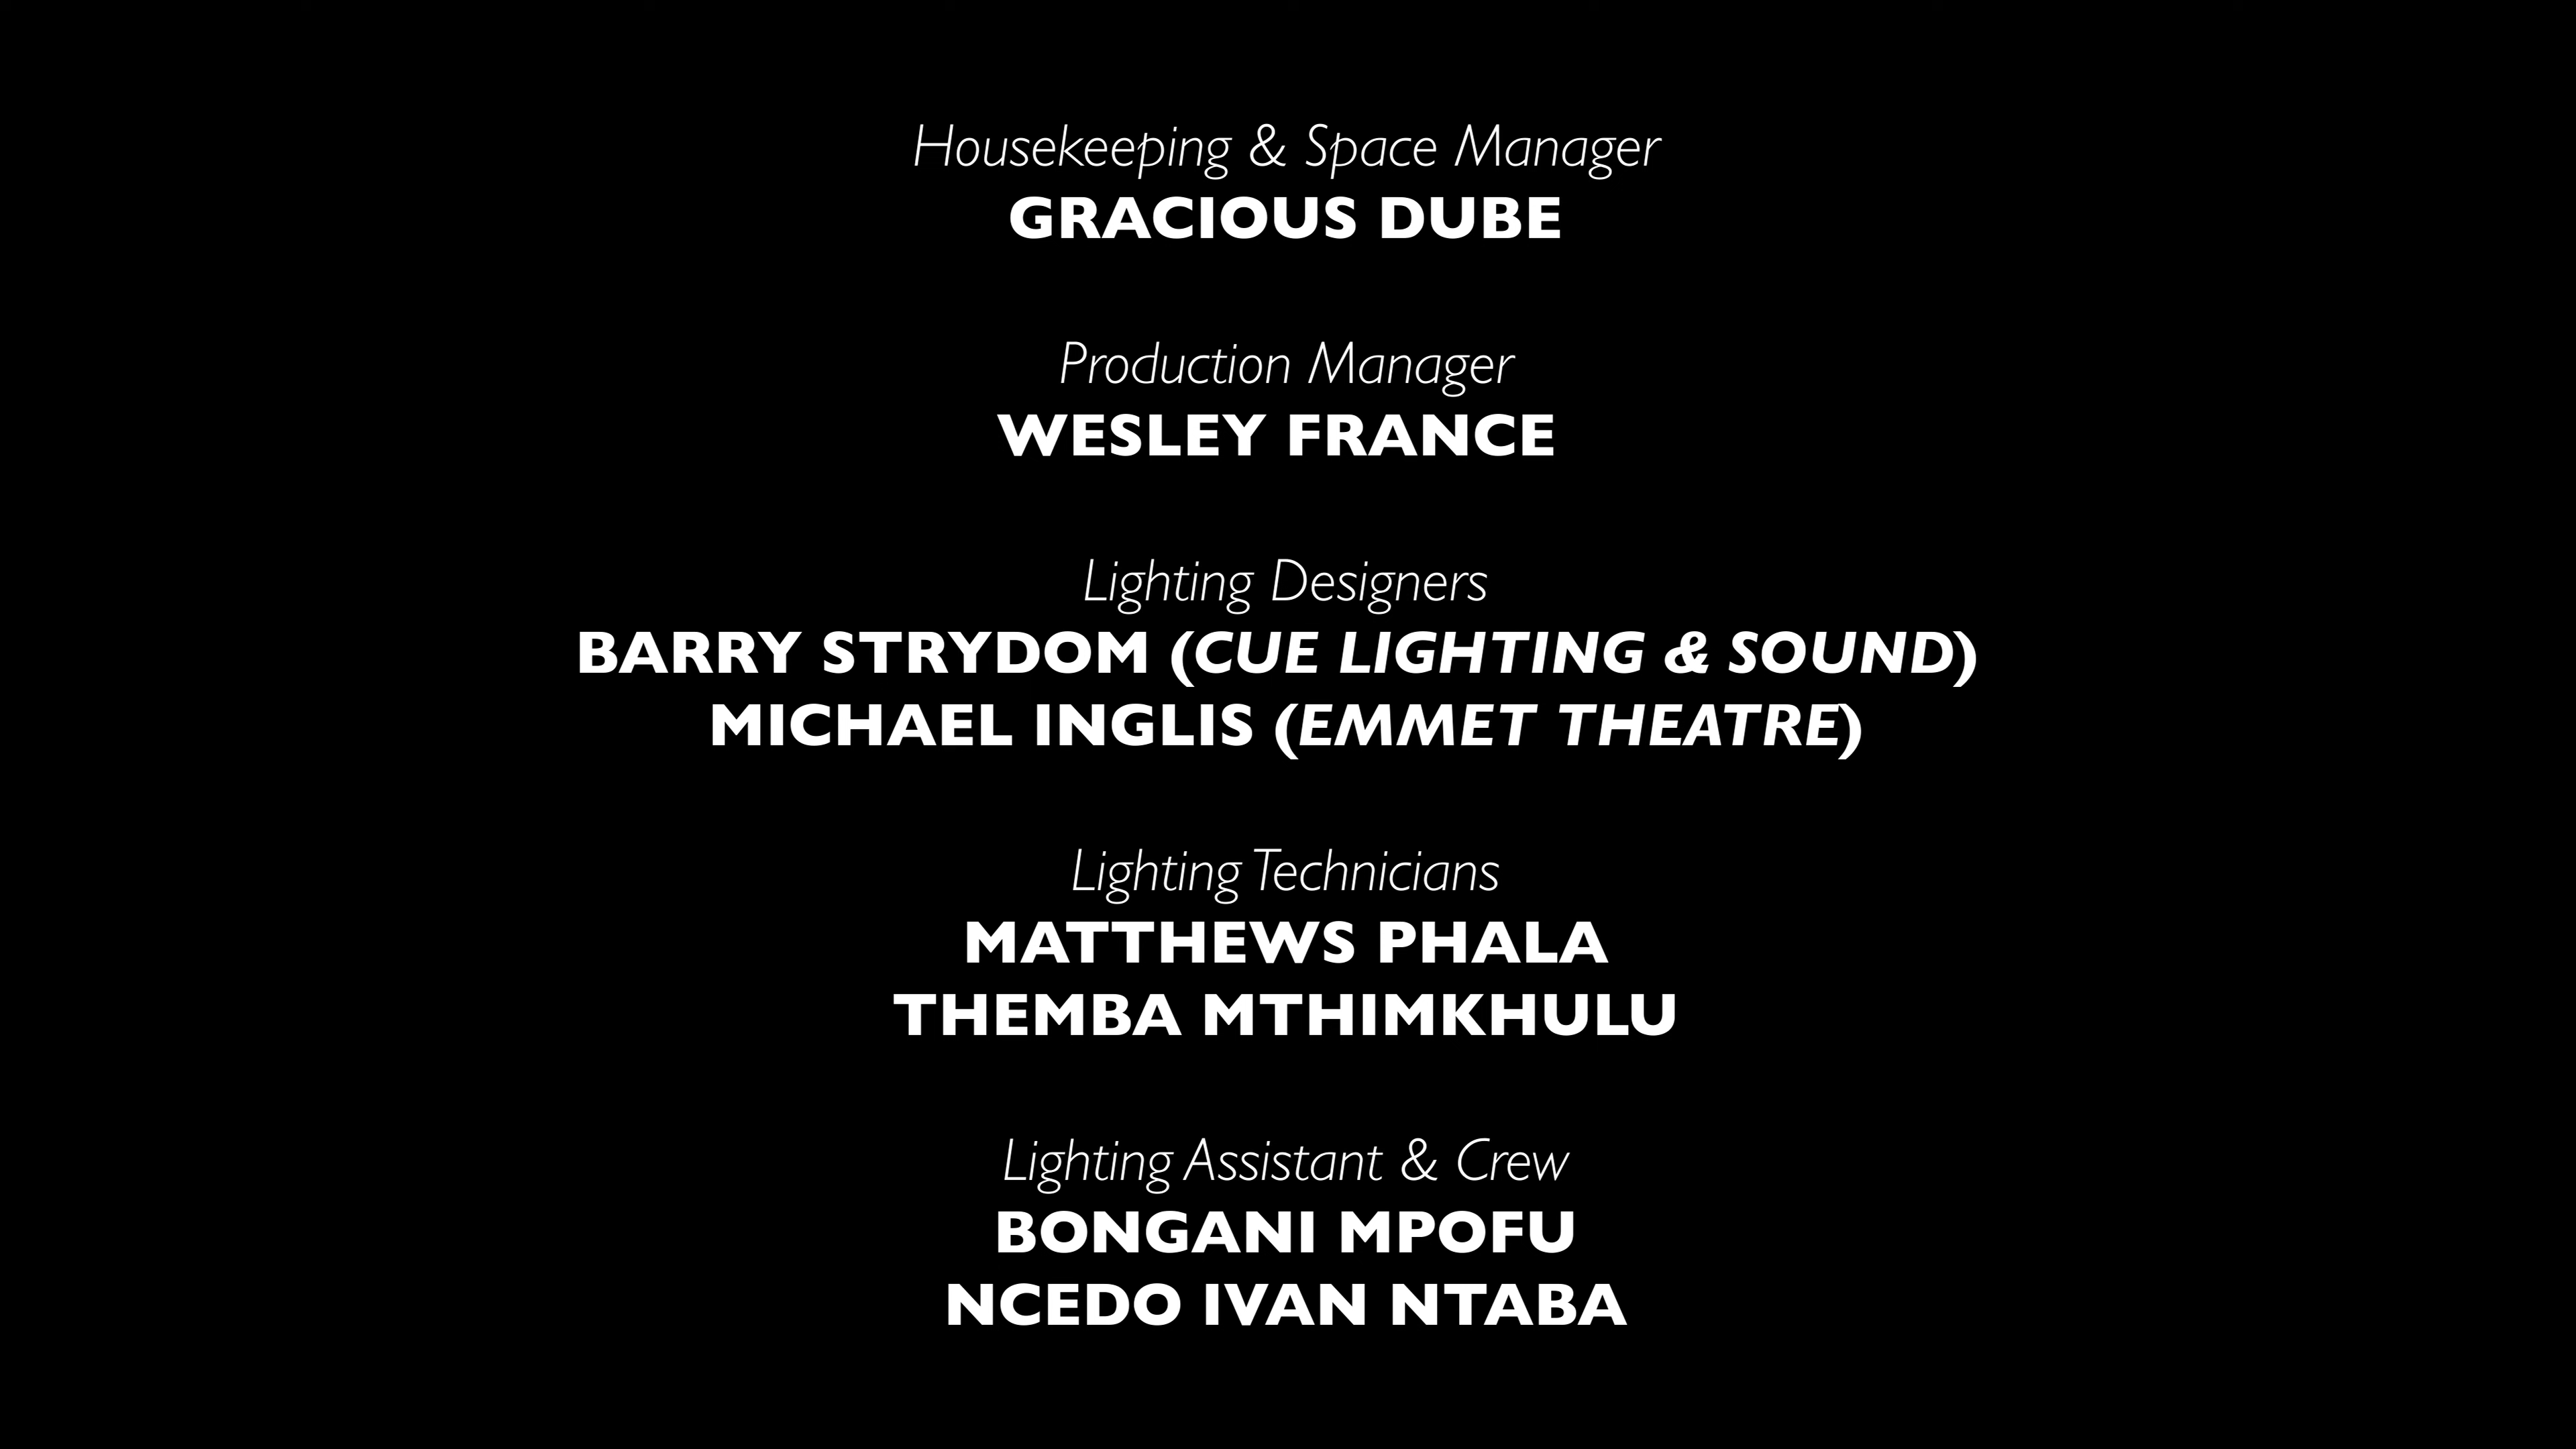 Housekeeping & Space Manager
GRACIOUS DUBE
Production Manager
WESLEY FRANCE
Lighting Designers
BARRY STRYDOM (CUE LIGHTING & SOUND)
MICHAEL INGLIS (EMMET THEATRE)
Lighting Technicians
MATTHEWS PHALA
THEMBA MTHIMKHULU
Lighting Assistant & Crew
BONGANI MPOFU
NCEDO IVAN NTABA